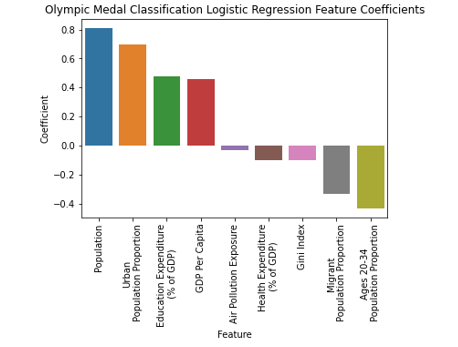 Olympic Medal Classification Logistic Regression Feature Coefficients
0.8
0.6
0.4
0.2
0.0
−0.2
−0.4
Coefficient
Population
Urban
Population Proportion
Education Expenditure
(% of GDP)
GDP Per Capita
Air Pollution Exposure
Health Expenditure
(% of GDP)
Gini Index
Migrant
Population Proportion
Ages 20-34
Population Proportion
Feature